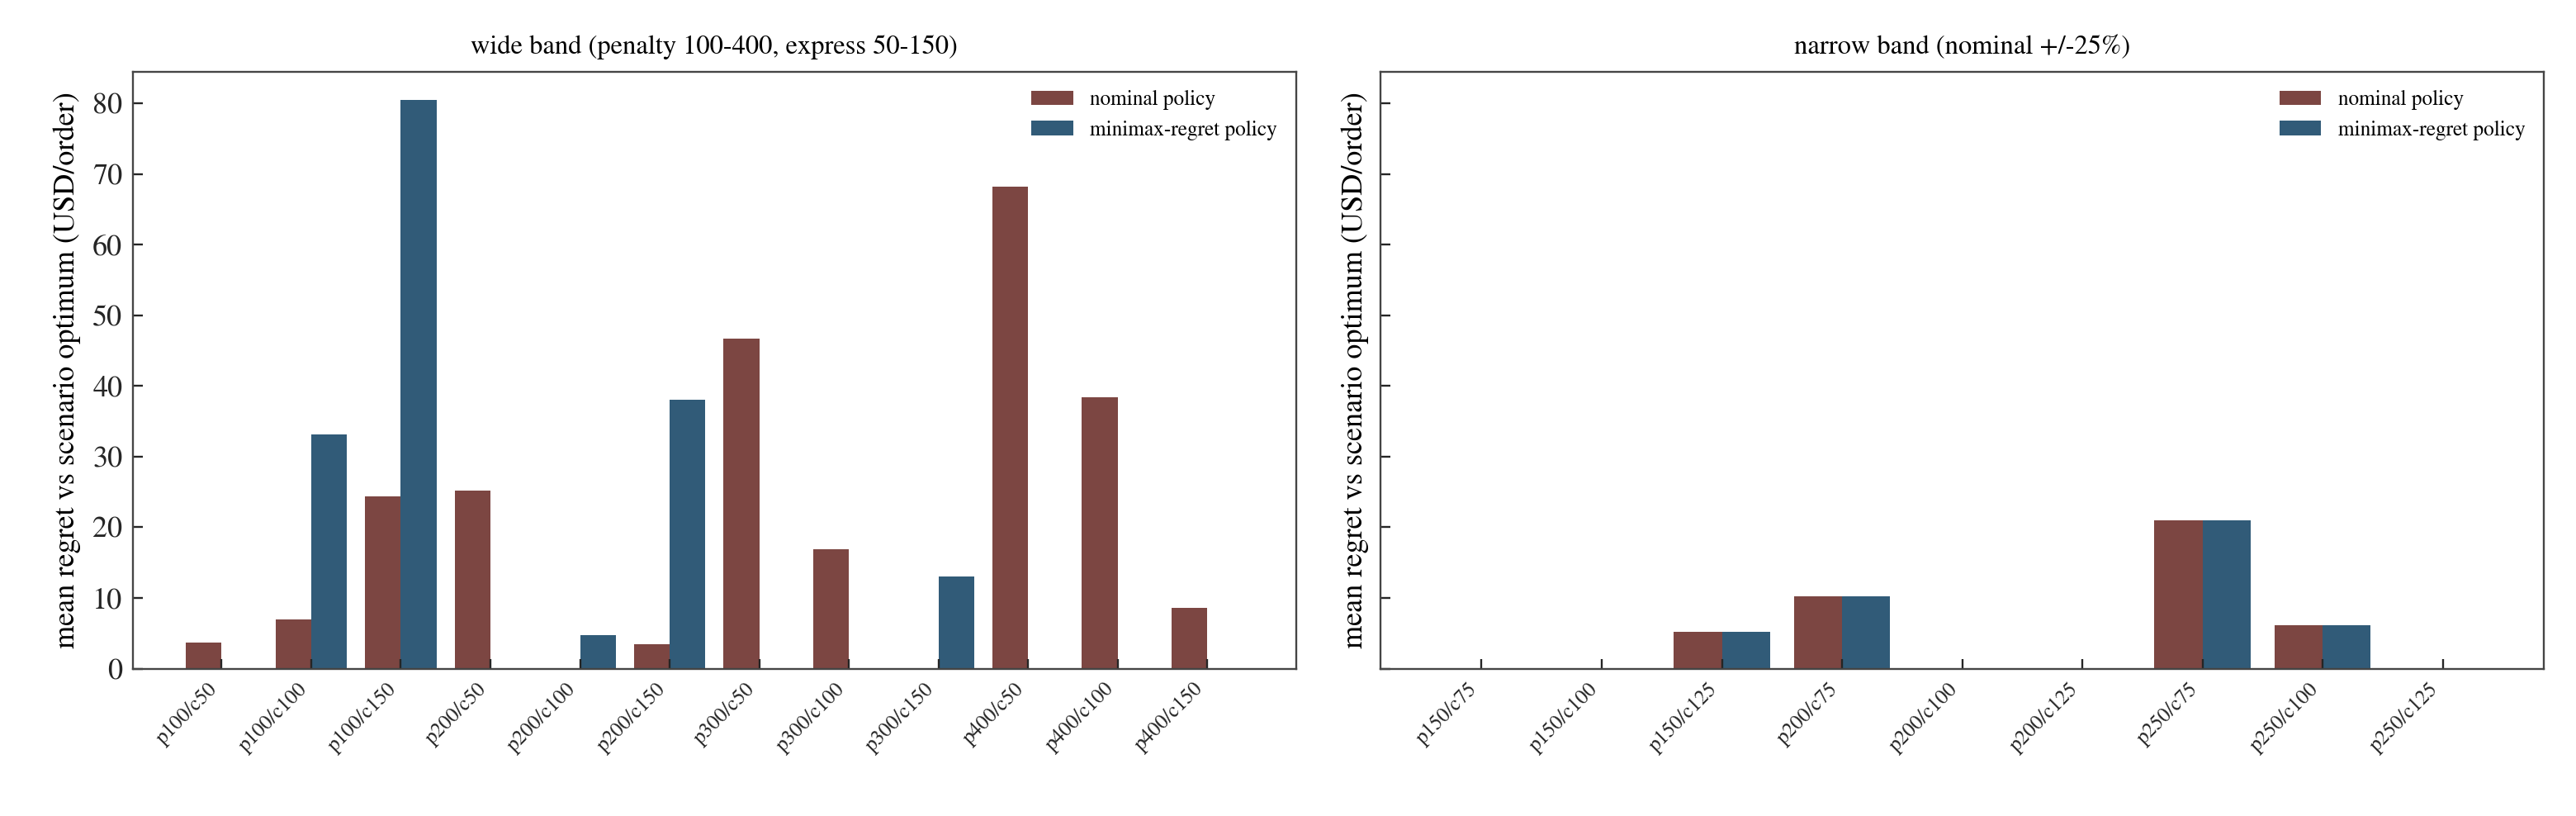 wide band (penalty 100-400, express 50-150)
mean regret vs scenario optimum (USD/order)
80
70
60
50
40
30
20
10
0
nominal policy
minimax-regret policy
p100/c50
p100/c100
p100/c150
p200/c50
p200/c100
p200/c150
p300/c50
p300/c100
p300/c150
p400/c50
p400/c100
p400/c150
narrow band (nominal +/-25%)
mean regret vs scenario optimum (USD/order)
nominal policy
minimax-regret policy
p150/c75
p150/c100
p150/c125
p200/c75
p200/c100
p200/c125
p250/c75
p250/c100
p250/c125